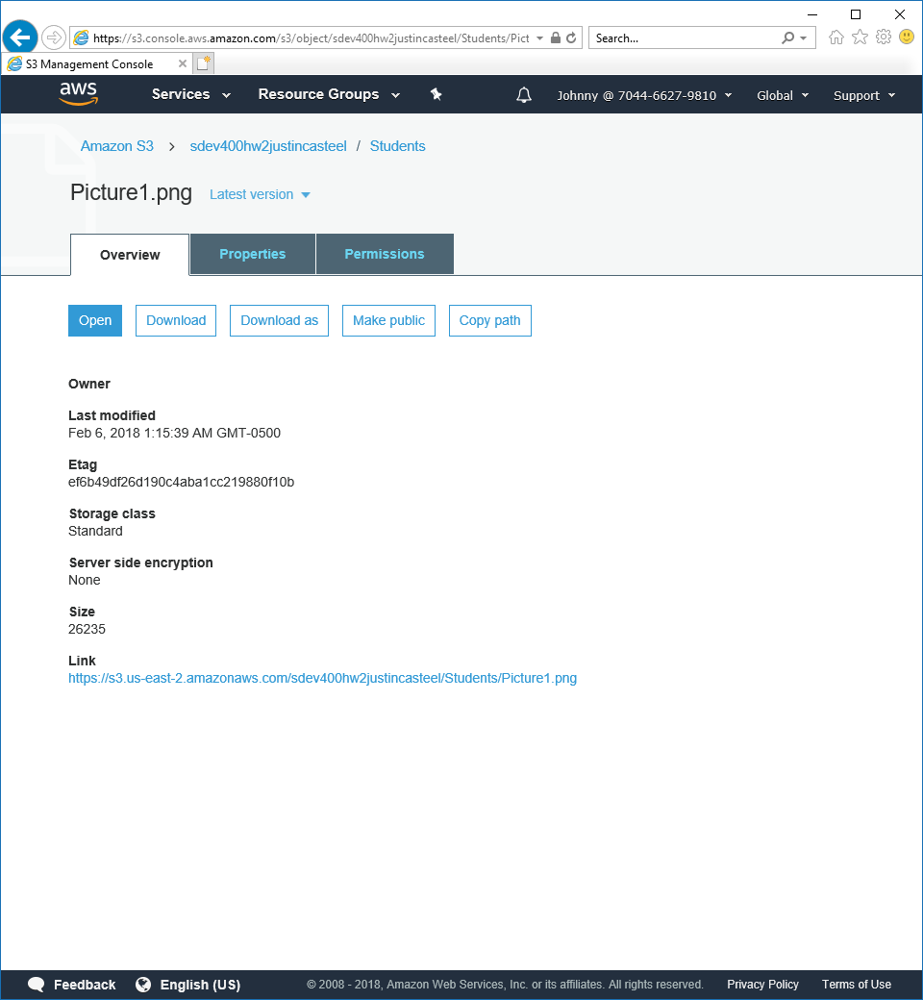 https://s3.console.aws.amazon.com/s3/object/sdev400hw2justincasteel/Students/Pict
Search...
S3 Management Console
aws Services Resource Groups Johnny @ 7044-6627-9810 Global Support
Amazon S3 > sdev400hw2justincasteel / Students
Picture1.png Latest version
Overview Properties Permissions
Open Download Download as Make public Copy path
Owner
Last modified
Feb 6, 2018 1:15:39 AM GMT-0500
Etag
ef6b49df26d190c4aba1cc219880f10b
Storage class
Standard
Server side encryption
None
Size
26235
Link
https://s3.us-east-2.amazonaws.com/sdev400hw2justincasteel/Students/Picture1.png
Feedback English (US) © 2008 - 2018, Amazon Web Services, Inc. or its affiliates. All rights reserved. Privacy Policy Terms of Use